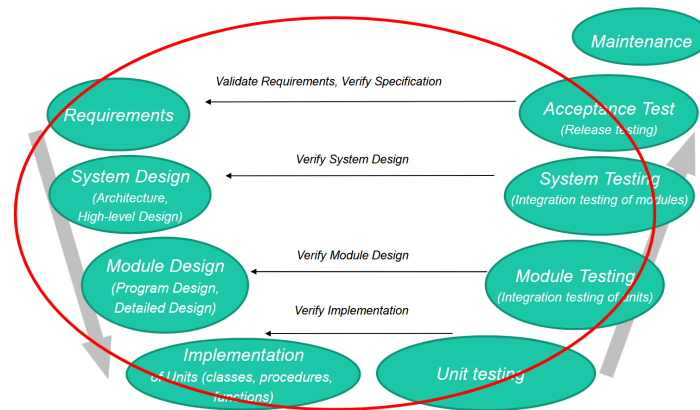 Maintenance
Validate Requirements, Verify Specification
Requirements
Acceptance Test
(Release testing)
Verify System Design
System Design
(Architecture,
High-level Design)
System Testing
(Integration testing of modules)
Verify Module Design
Module Design
(Program Design,
Detailed Design)
Module Testing
(Integration testing of units)
Verify Implementation
Implementation
of Units (classes, procedures,
functions)
Unit testing